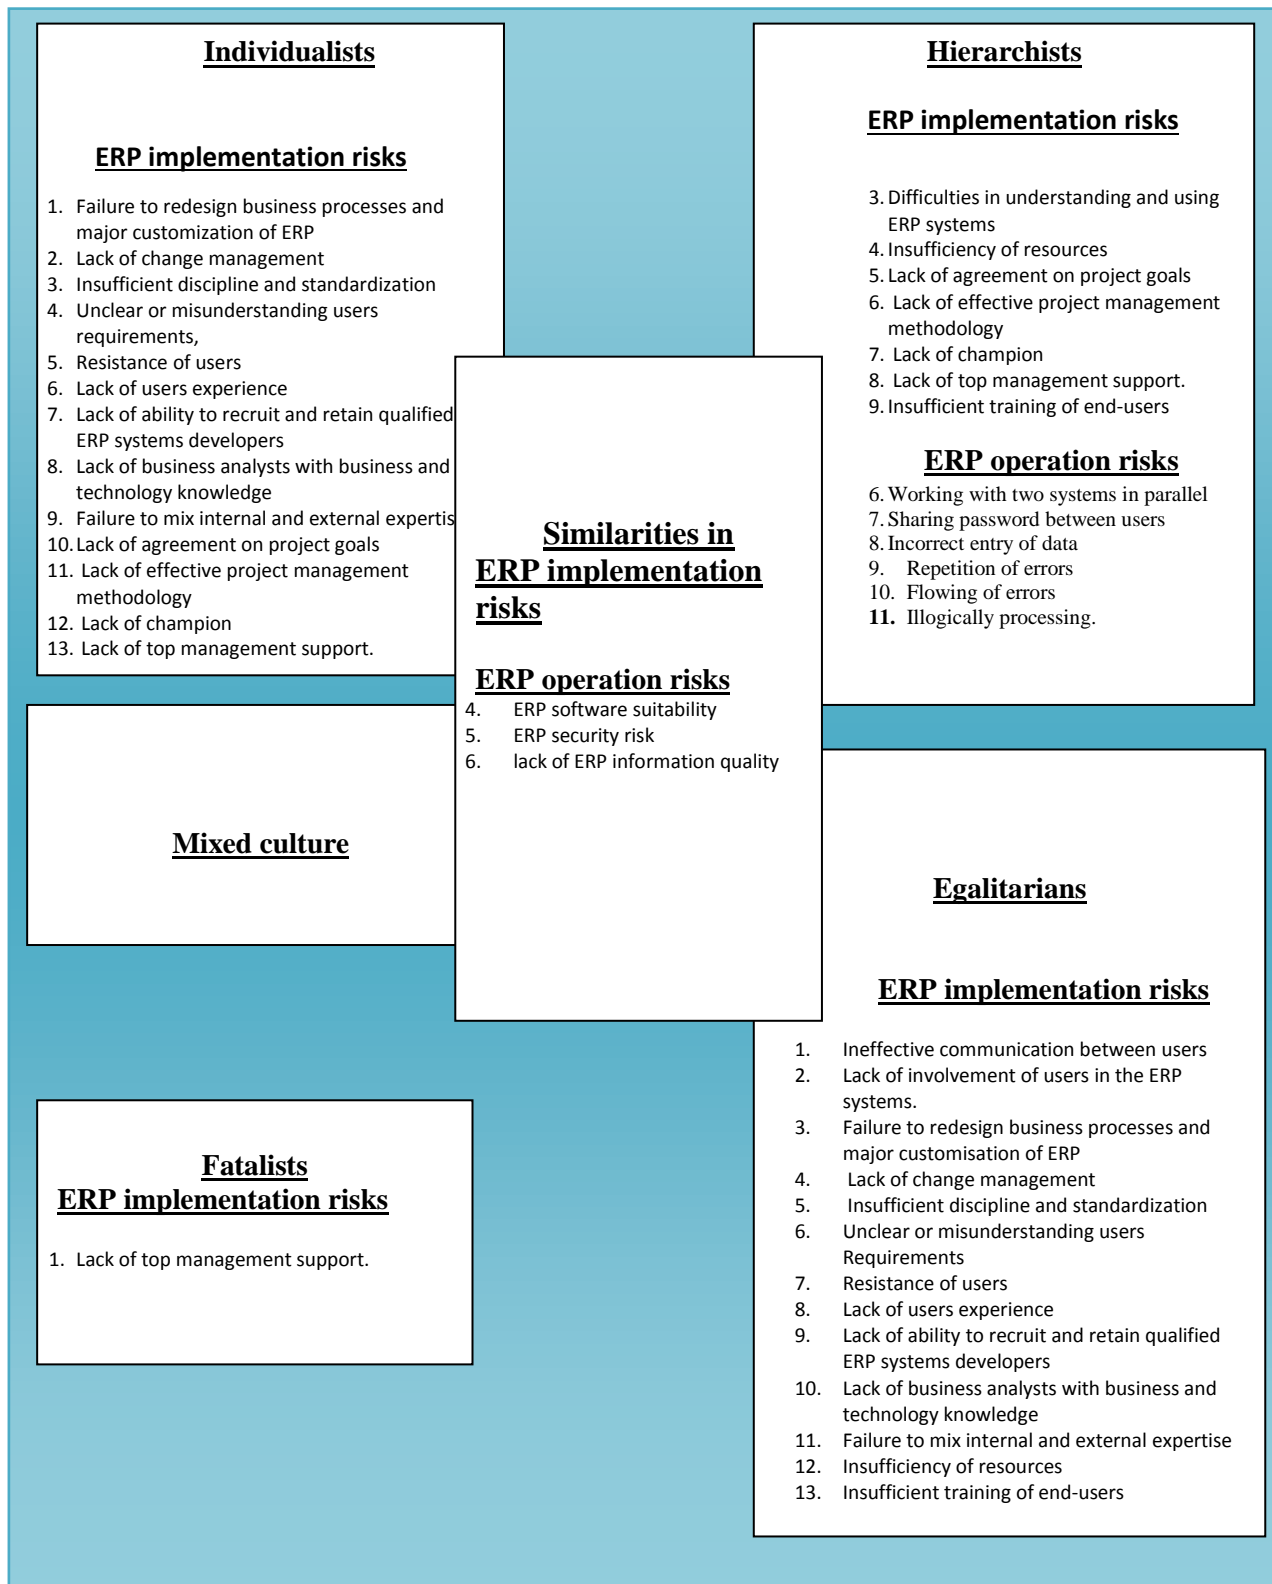 Individualists
ERP implementation risks
1. Failure to redesign business processes and
major customization of ERP
2. Lack of change management
3. Insufficient discipline and standardization
4. Unclear or misunderstanding users
requirements,
5. Resistance of users
6. Lack of users experience
7. Lack of ability to recruit and retain qualified
ERP systems developers
8. Lack of business analysts with business and
technology knowledge
9. Failure to mix internal and external expertis
10. Lack of agreement on project goals
11. Lack of effective project management
methodology
12. Lack of champion
13. Lack of top management support.
Hierarchists
ERP implementation risks
3. Difficulties in understanding and using
ERP systems
4. Insufficiency of resources
5. Lack of agreement on project goals
6. Lack of effective project management
methodology
7. Lack of champion
8. Lack of top management support.
9. Insufficient training of end-users
ERP operation risks
6. Working with two systems in parallel
7. Sharing password between users
8. Incorrect entry of data
9. Repetition of errors
10. Flowing of errors
11. Illogically processing.
Similarities in
ERP implementation
risks
ERP operation risks
4. ERP software suitability
5. ERP security risk
6. lack of ERP information quality
Mixed culture
Egalitarians
ERP implementation risks
1. Ineffective communication between users
2. Lack of involvement of users in the ERP
systems.
3. Failure to redesign business processes and
major customisation of ERP
4. Lack of change management
5. Insufficient discipline and standardization
6. Unclear or misunderstanding users
Requirements
7. Resistance of users
8. Lack of users experience
9. Lack of ability to recruit and retain qualified
ERP systems developers
10. Lack of business analysts with business and
technology knowledge
11. Failure to mix internal and external expertise
12. Insufficiency of resources
13. Insufficient training of end-users
Fatalists
ERP implementation risks
1. Lack of top management support.